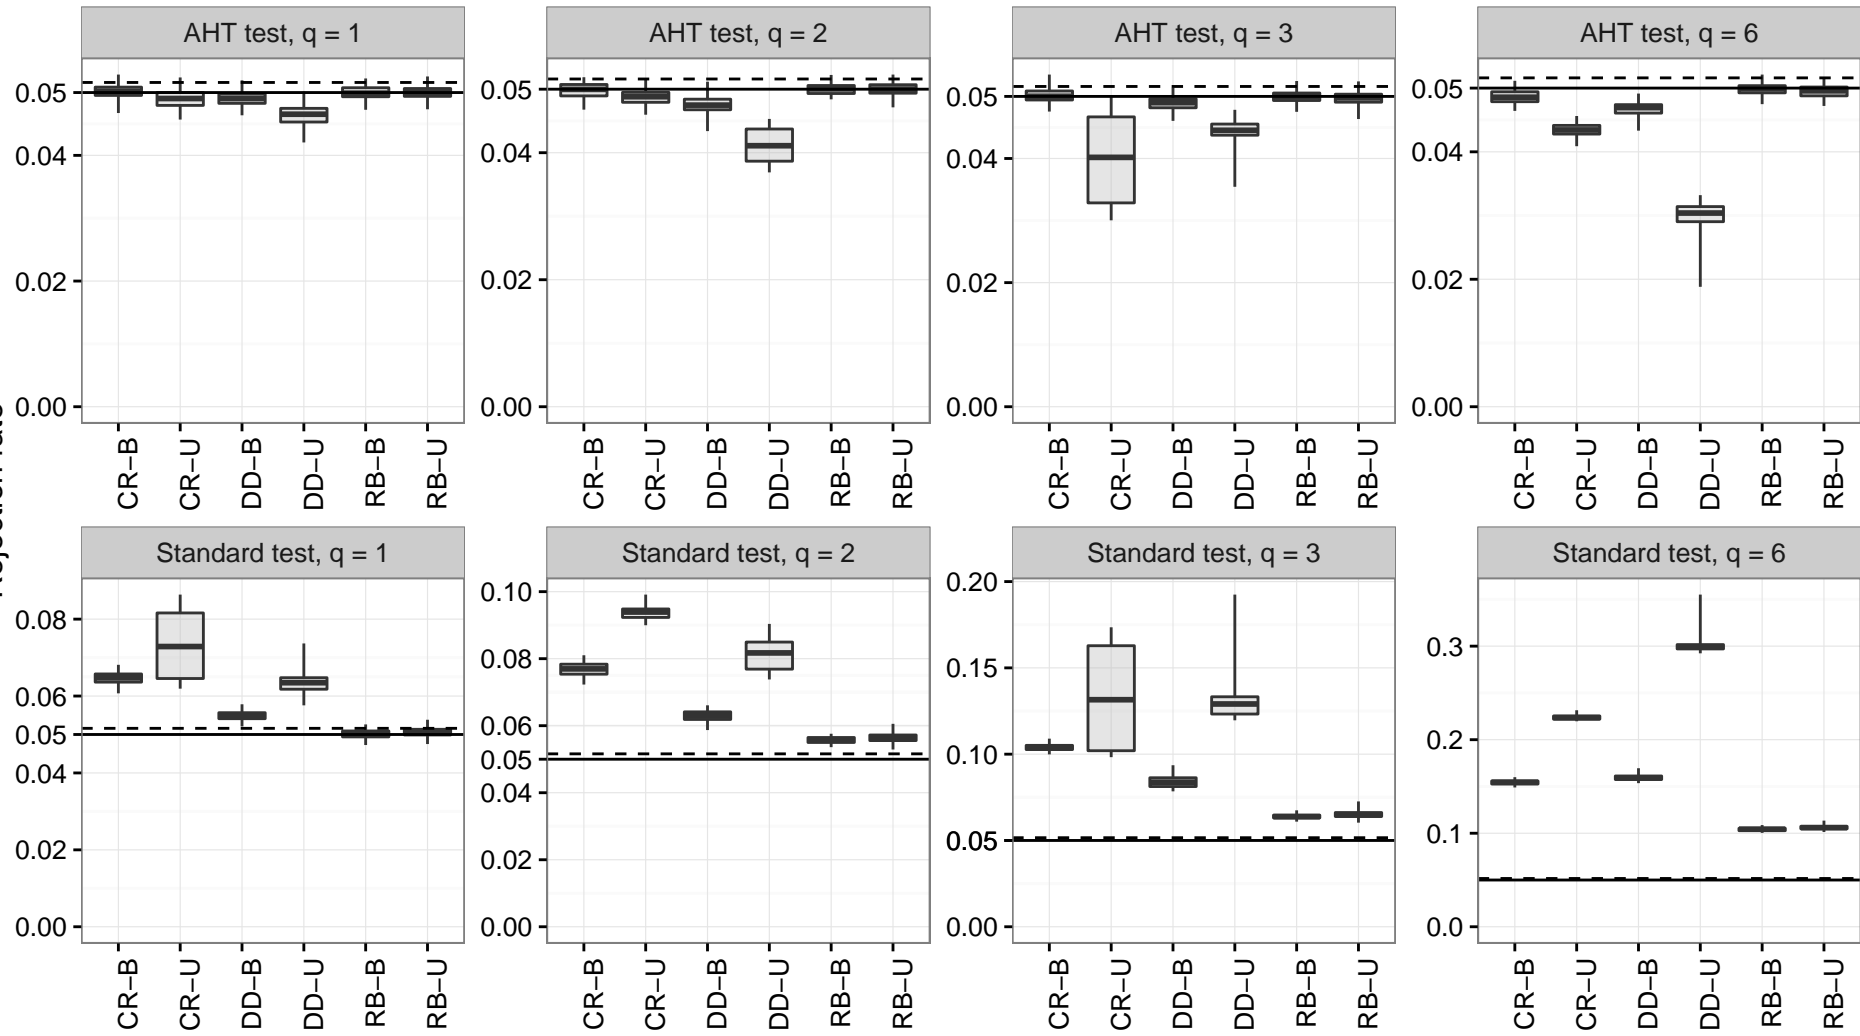 AHT test, q = 1
AHT test, q = 2
AHT test, q = 3
AHT test, q = 6
0.05
0.04
0.02
0.00
0.05
0.04
0.02
0.00
0.05
0.04
0.02
0.00
0.05
0.04
0.02
0.00
CR−B
CR−U
DD−B
DD−U
RB−B
RB−U
CR−B
CR−U
DD−B
DD−U
RB−B
RB−U
CR−B
CR−U
DD−B
DD−U
RB−B
RB−U
CR−B
CR−U
DD−B
DD−U
RB−B
RB−U
Standard test, q = 1
Standard test, q = 2
Standard test, q = 3
Standard test, q = 6
0.08
0.06
0.05
0.04
0.02
0.00
0.10
0.08
0.06
0.05
0.04
0.02
0.00
0.20
0.15
0.10
0.05
0.00
0.3
0.2
0.1
0.0
CR−B
CR−U
DD−B
DD−U
RB−B
RB−U
CR−B
CR−U
DD−B
DD−U
RB−B
RB−U
CR−B
CR−U
DD−B
DD−U
RB−B
RB−U
CR−B
CR−U
DD−B
DD−U
RB−B
RB−U